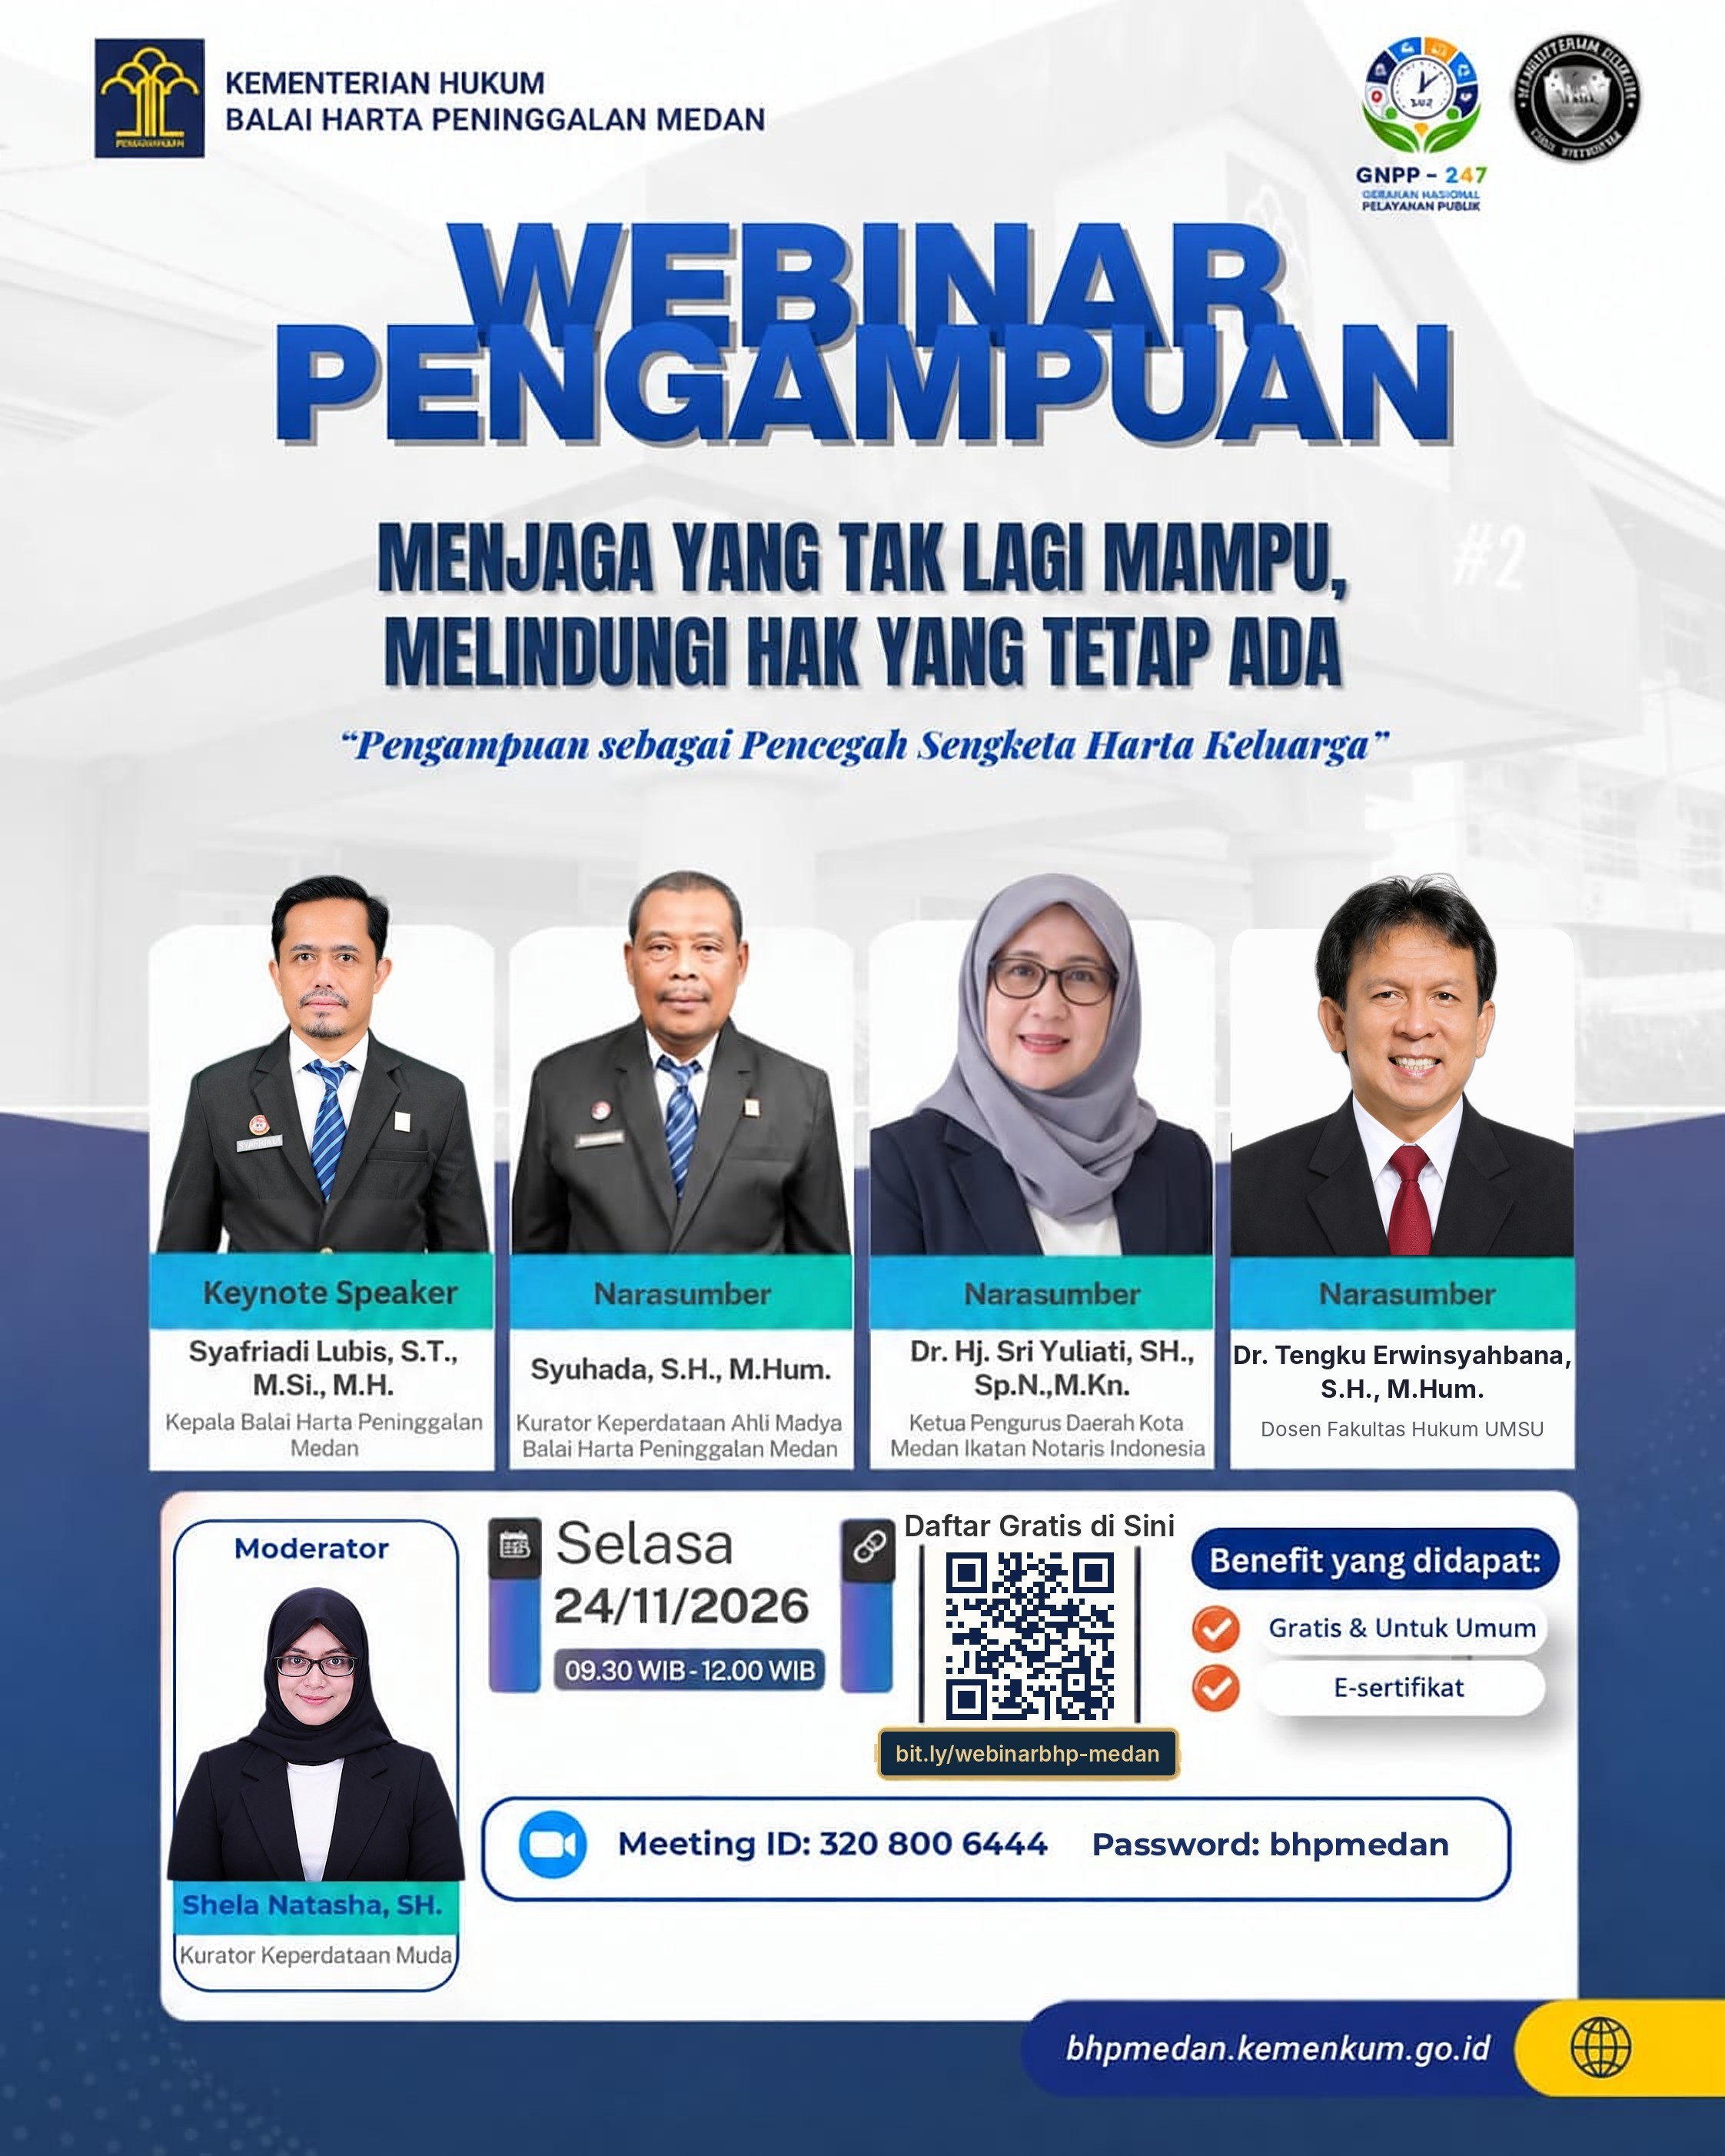 KEMENTERIAN HUKUM
BALAI HARTA PENINGGALAN MEDAN
GNPP - 247
GERAKAN NASIONAL
PELAYANAN PUBLIK
WEBINAR
PENGAMPUAN
MENJAGA YANG TAK LAGI MAMPU,
#2
MELINDUNGI HAK YANG TETAP ADA
“Pengampuan sebagai Pencegah Sengketa Harta Keluarga”
Keynote Speaker
Syafriadi Lubis, S.T.,
M.Si., M.H.
Kepala Balai Harta Peninggalan
Medan
Narasumber
Syuhada, S.H., M.Hum.
Kurator Keperdataan Ahli Madya
Balai Harta Peninggalan Medan
Narasumber
Dr. Hj. Sri Yuliati, SH.,
Sp.N.,M.Kn.
Ketua Pengurus Daerah Kota
Medan Ikatan Notaris Indonesia
Narasumber
Dr. Tengku Erwinsyahbana,
S.H., M.Hum.
Dosen Fakultas Hukum UMSU
Moderator
Shela Natasha, SH.
Kurator Keperdataan Muda
Selasa
24/11/2026
09.30 WIB - 12.00 WIB
Daftar Gratis di Sini
bit.ly/webinarbhp-medan
Benefit yang didapat:
Gratis & Untuk Umum
E-sertifikat
Meeting ID: 320 800 6444 Password: bhpmedan
bhpmedan.kemenkum.go.id